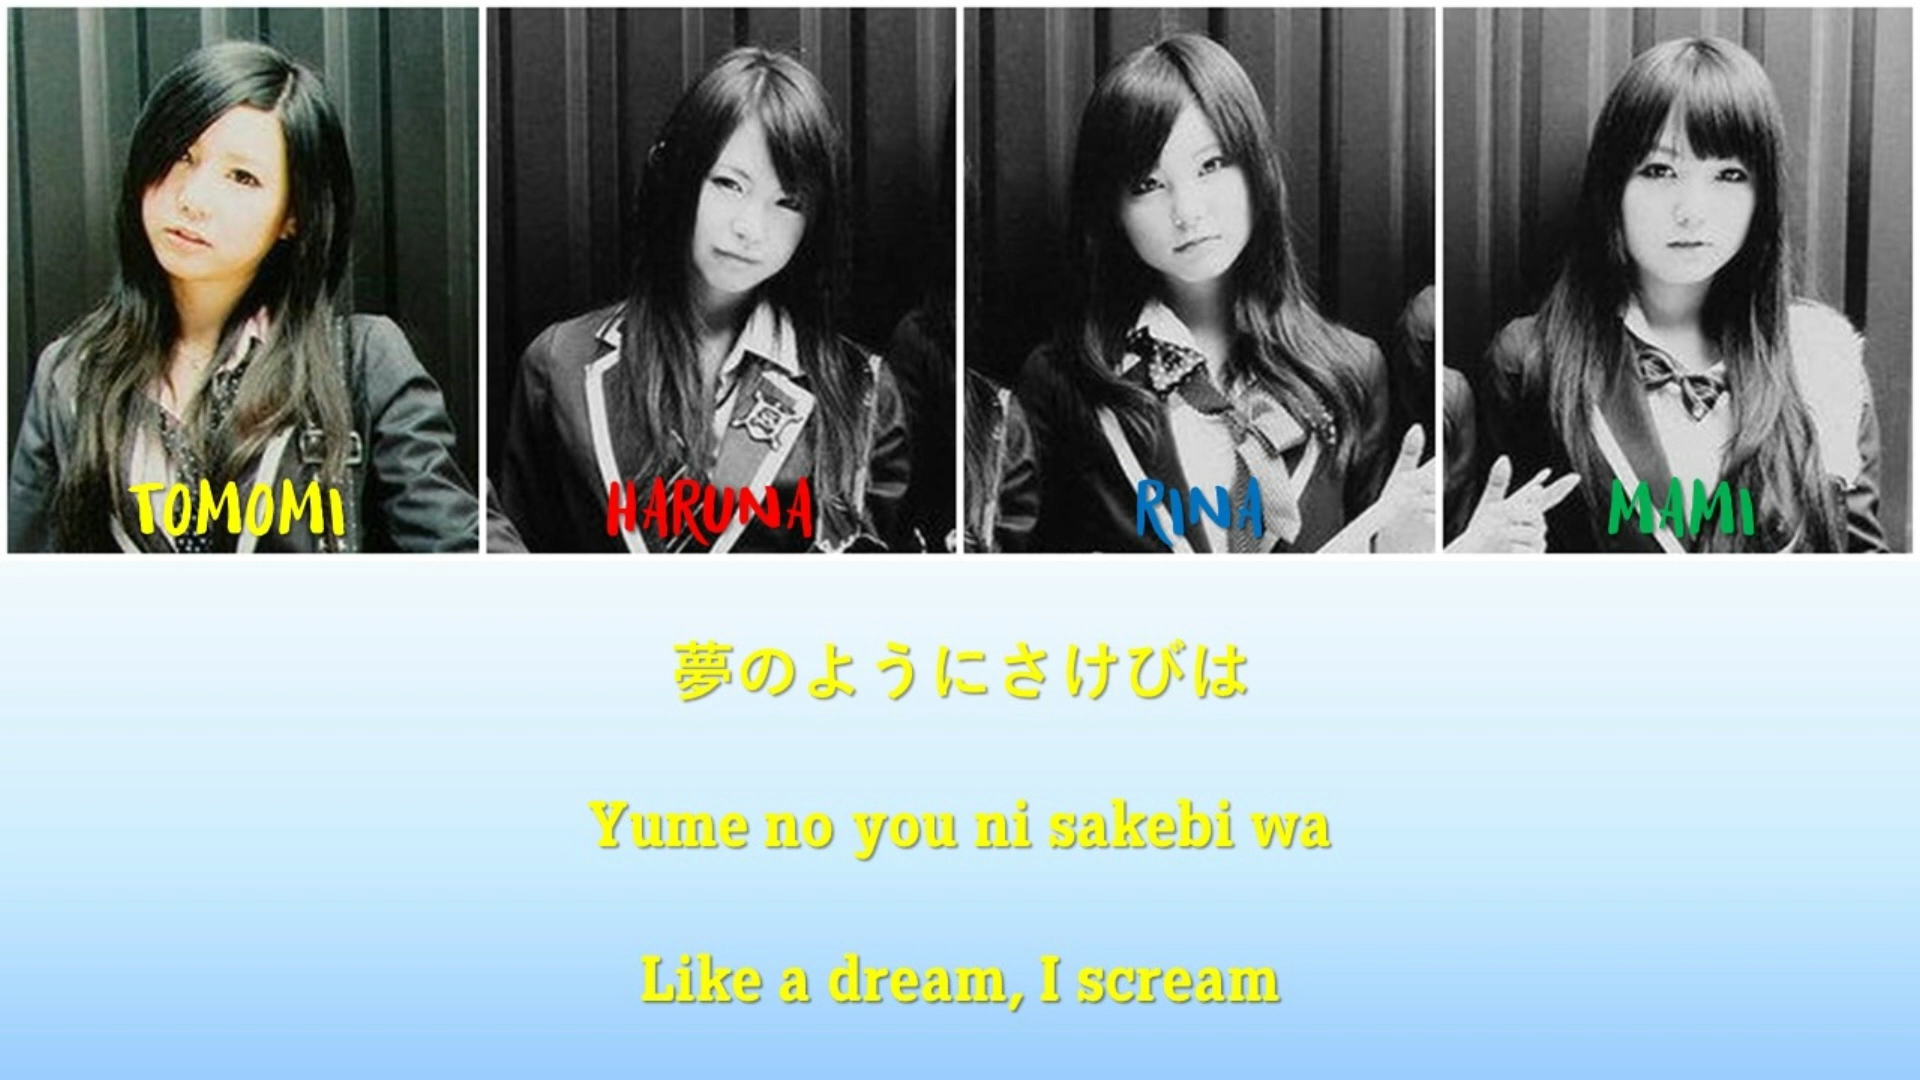 TOMOMI
HARUNA
RINA
MAMI
夢のようにさけびは
Yume no you ni sakebi wa
Like a dream, I scream